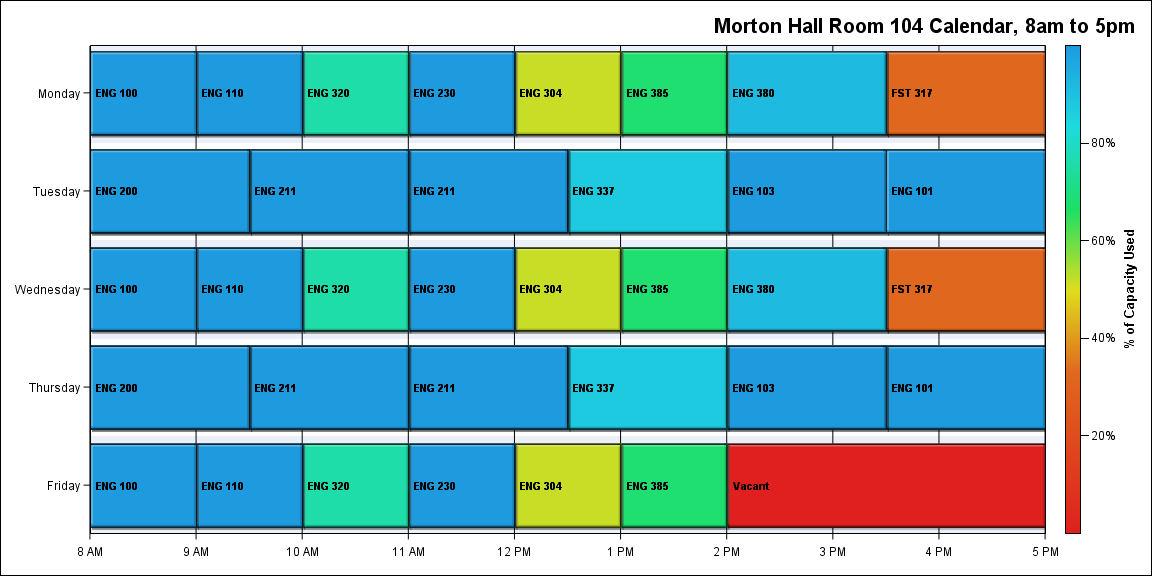 Morton Hall Room 104 Calendar, 8am to 5pm
Monday
ENG 100
ENG 110
ENG 320
ENG 230
ENG 304
ENG 385
ENG 380
FST 317
Tuesday
ENG 200
ENG 211
ENG 211
ENG 337
ENG 103
ENG 101
Wednesday
ENG 100
ENG 110
ENG 320
ENG 230
ENG 304
ENG 385
ENG 380
FST 317
Thursday
ENG 200
ENG 211
ENG 211
ENG 337
ENG 103
ENG 101
Friday
ENG 100
ENG 110
ENG 320
ENG 230
ENG 304
ENG 385
Vacant
8 AM
9 AM
10 AM
11 AM
12 PM
1 PM
2 PM
3 PM
4 PM
5 PM
80%
60%
40%
20%
% of Capacity Used